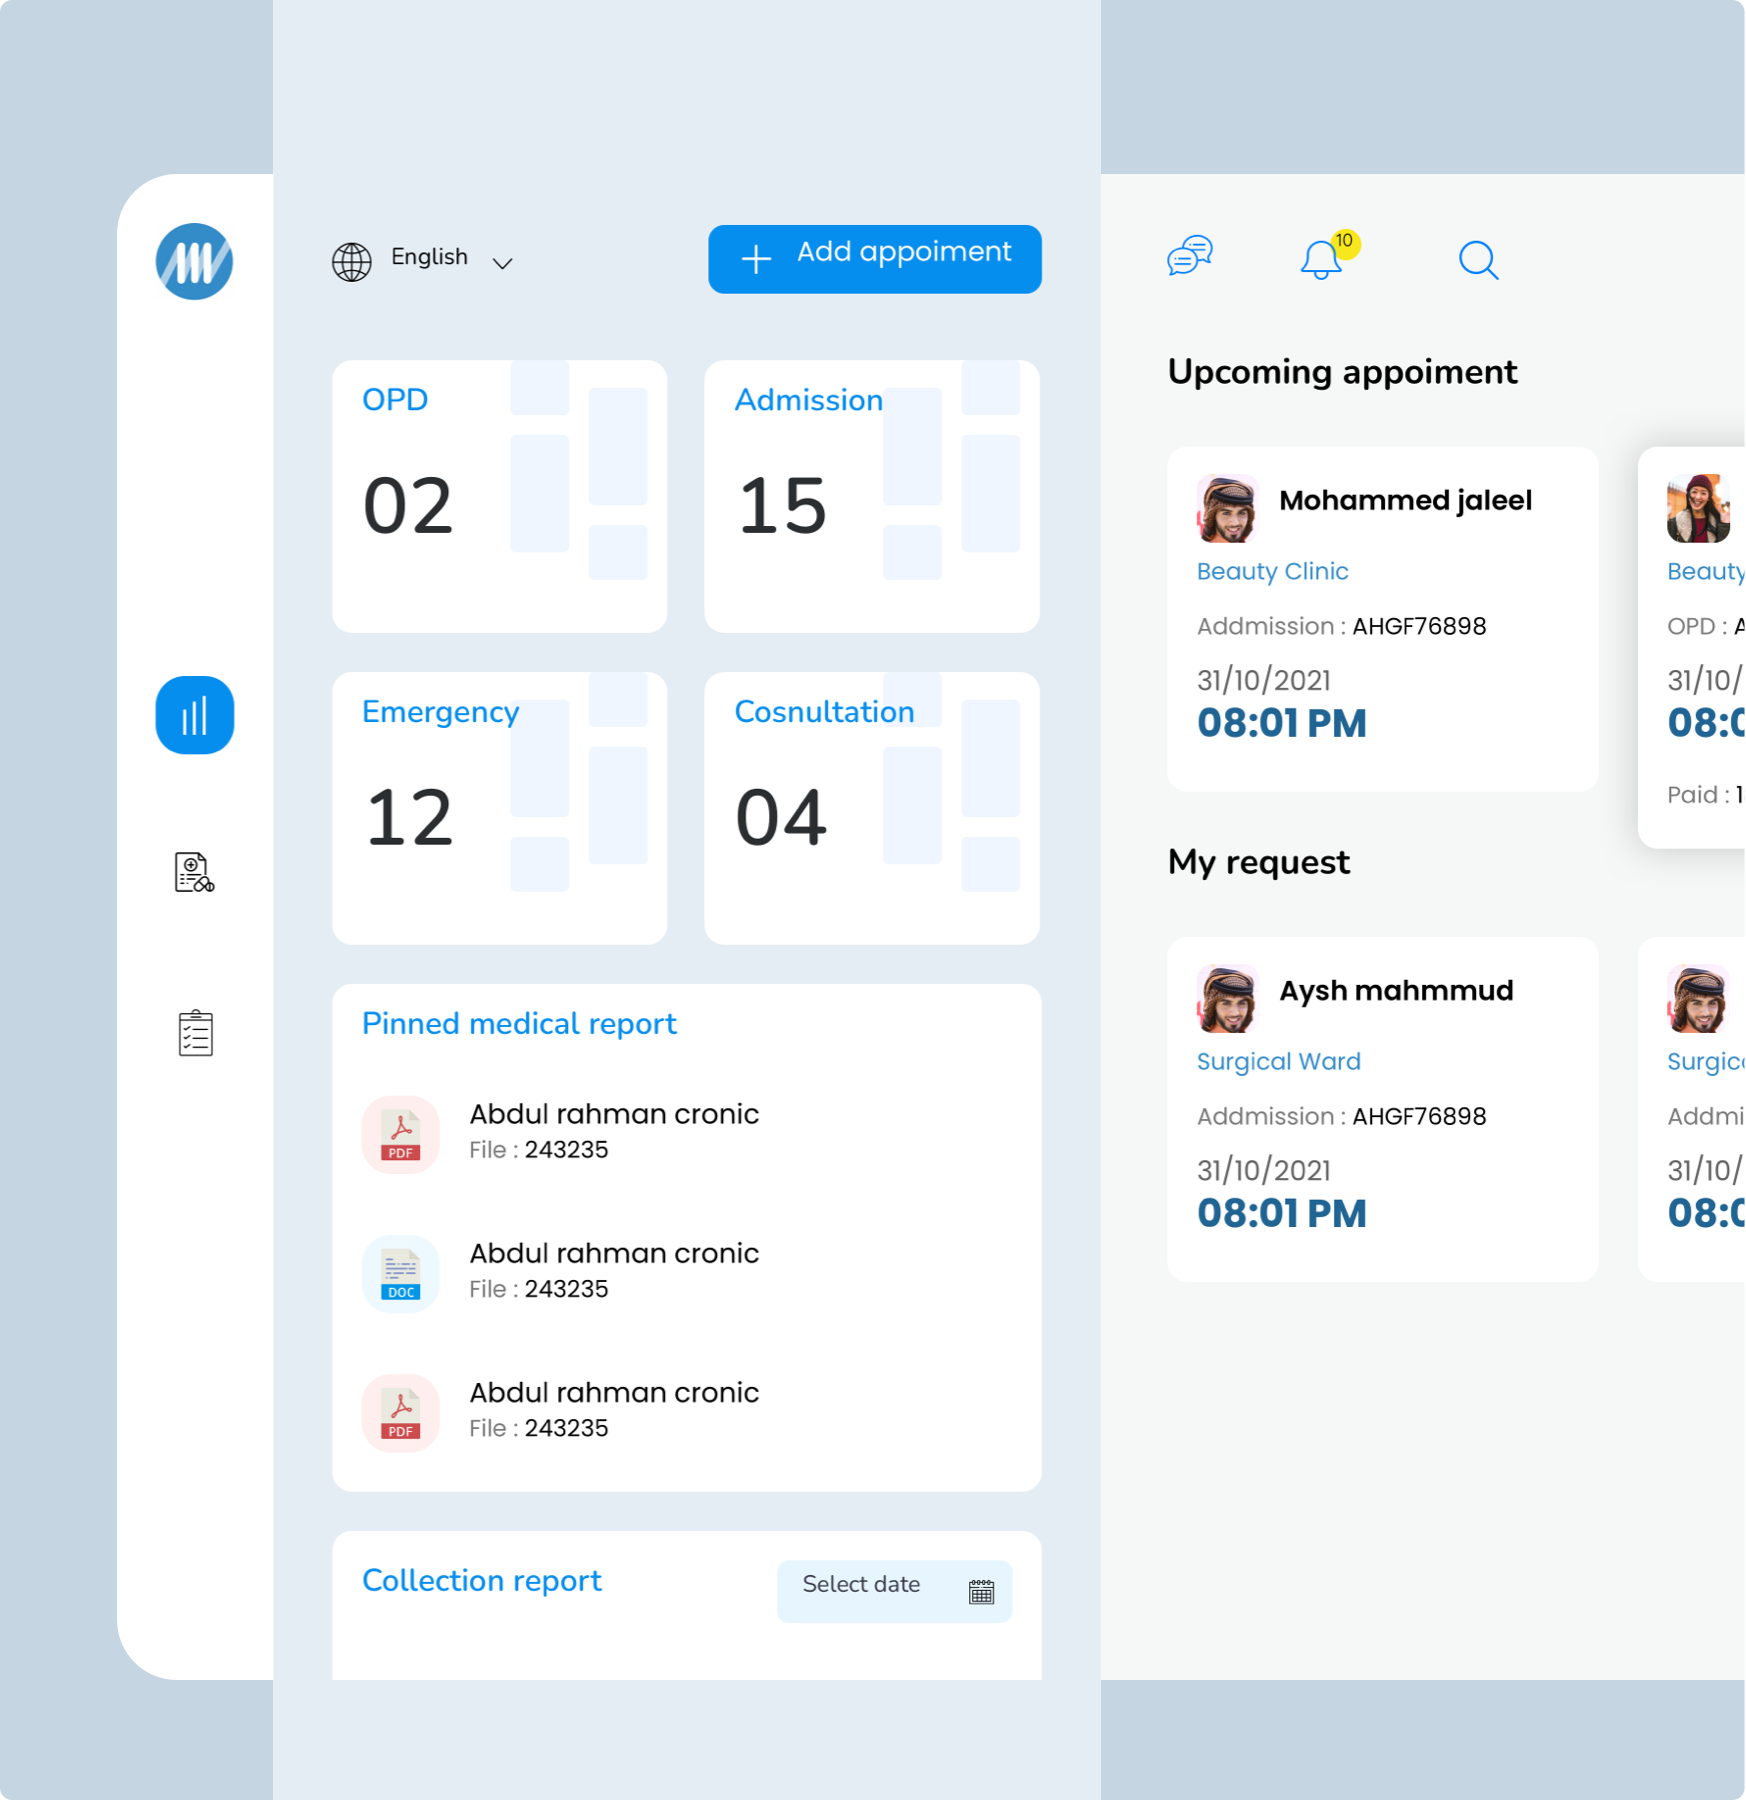 English
Add appoiment
10
OPD
02
Admission
15
Emergency
12
Cosnultation
04
Pinned medical report
PDF
Abdul rahman cronic
File : 243235
DOC
Abdul rahman cronic
File : 243235
PDF
Abdul rahman cronic
File : 243235
Collection report
Select date
Upcoming appoiment
Mohammed jaleel
Beauty Clinic
Addmission : AHGF76898
31/10/2021
08:01 PM
Beauty
OPD : A
31/10/
08:0
Paid : 1
My request
Aysh mahmmud
Surgical Ward
Addmission : AHGF76898
31/10/2021
08:01 PM
Surgic
Addmi
31/10/
08:0